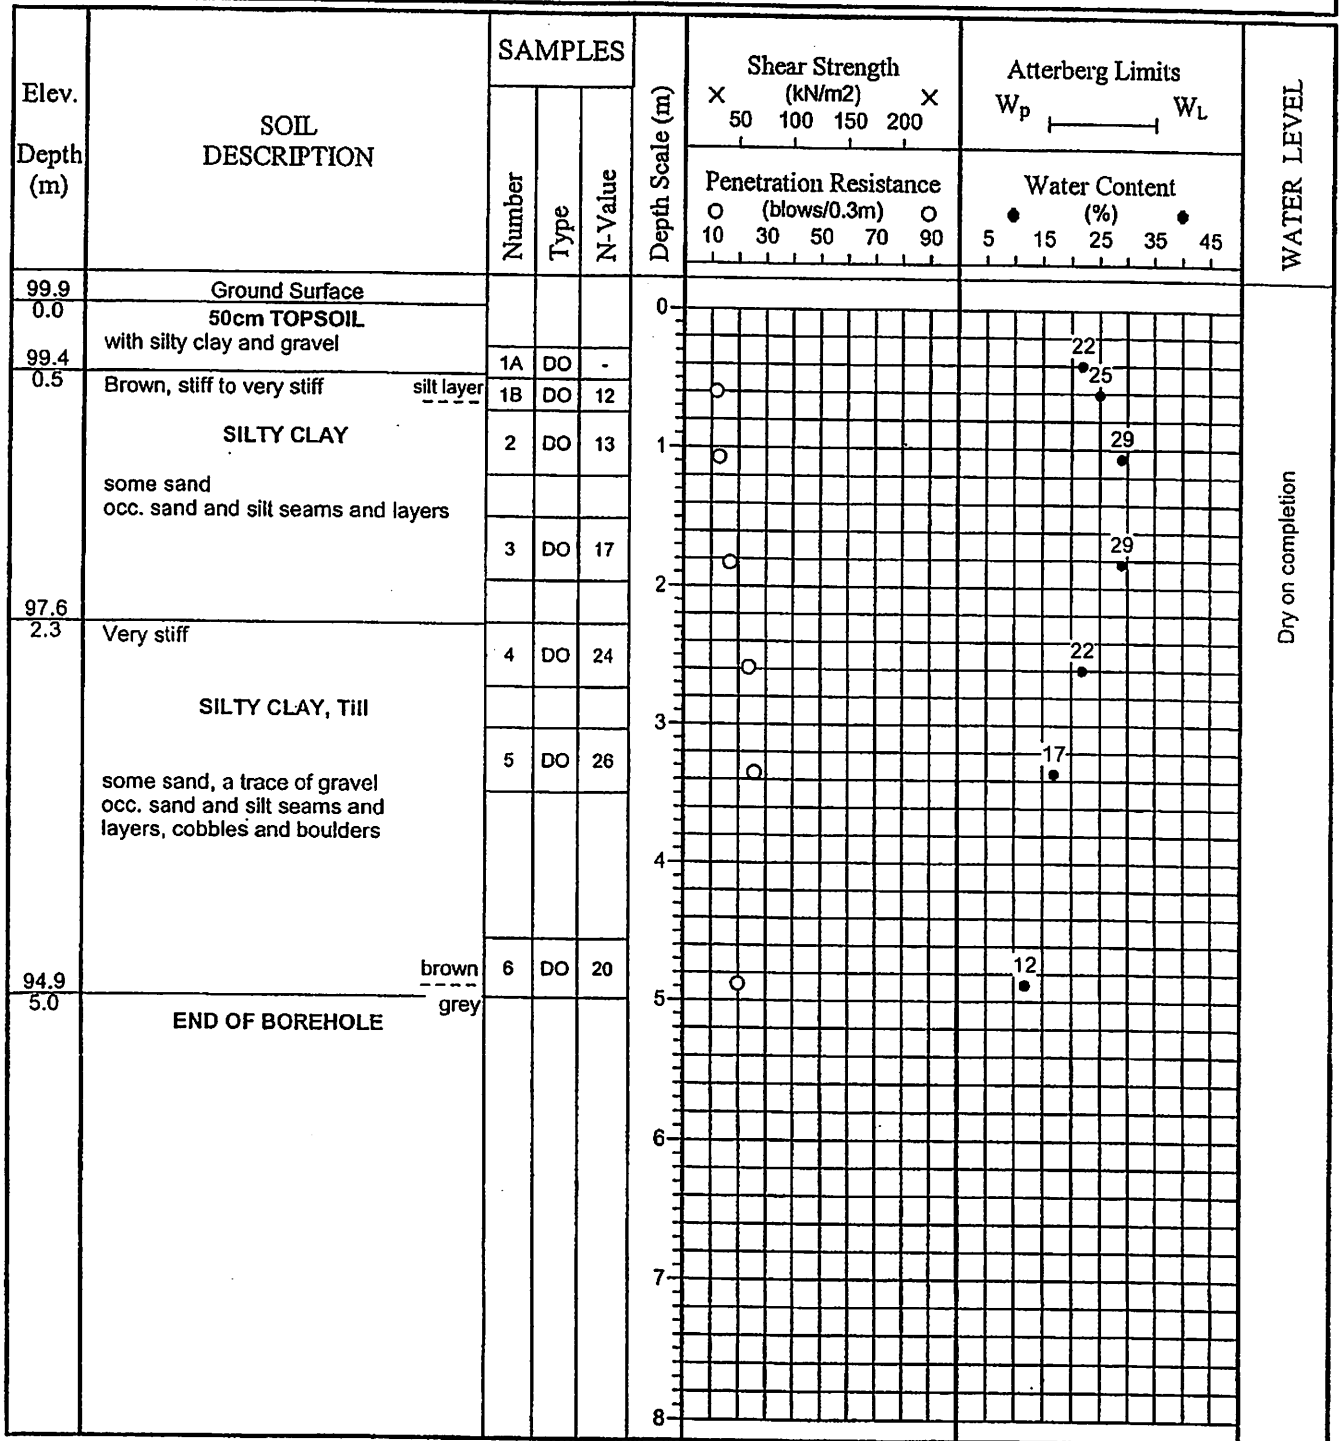 Elev.
Depth
(m)
SOIL
DESCRIPTION
SAMPLES
Number
Type
N-Value
Depth Scale (m)
Shear Strength
× (kN/m2) ×
50 100 150 200
Penetration Resistance
(blows/0.3m)
10 30 50 70 90
Atterberg Limits
Wp WL
Water Content
(%)
5 15 25 35 45
WATER LEVEL
99.9 Ground Surface
0.0 50cm TOPSOIL
with silty clay and gravel
99.4
0.5 Brown, stiff to very stiff silt layer
SILTY CLAY
some sand
occ. sand and silt seams and layers
97.6
2.3 Very stiff
SILTY CLAY, Till
some sand, a trace of gravel
occ. sand and silt seams and
layers, cobbles and boulders
brown
94.9
5.0 grey
END OF BOREHOLE
1A DO -
1B DO 12
2 DO 13
3 DO 17
4 DO 24
5 DO 26
6 DO 20
0
1
2
3
4
5
6
7
8
22
25
29
29
22
17
12
Dry on completion